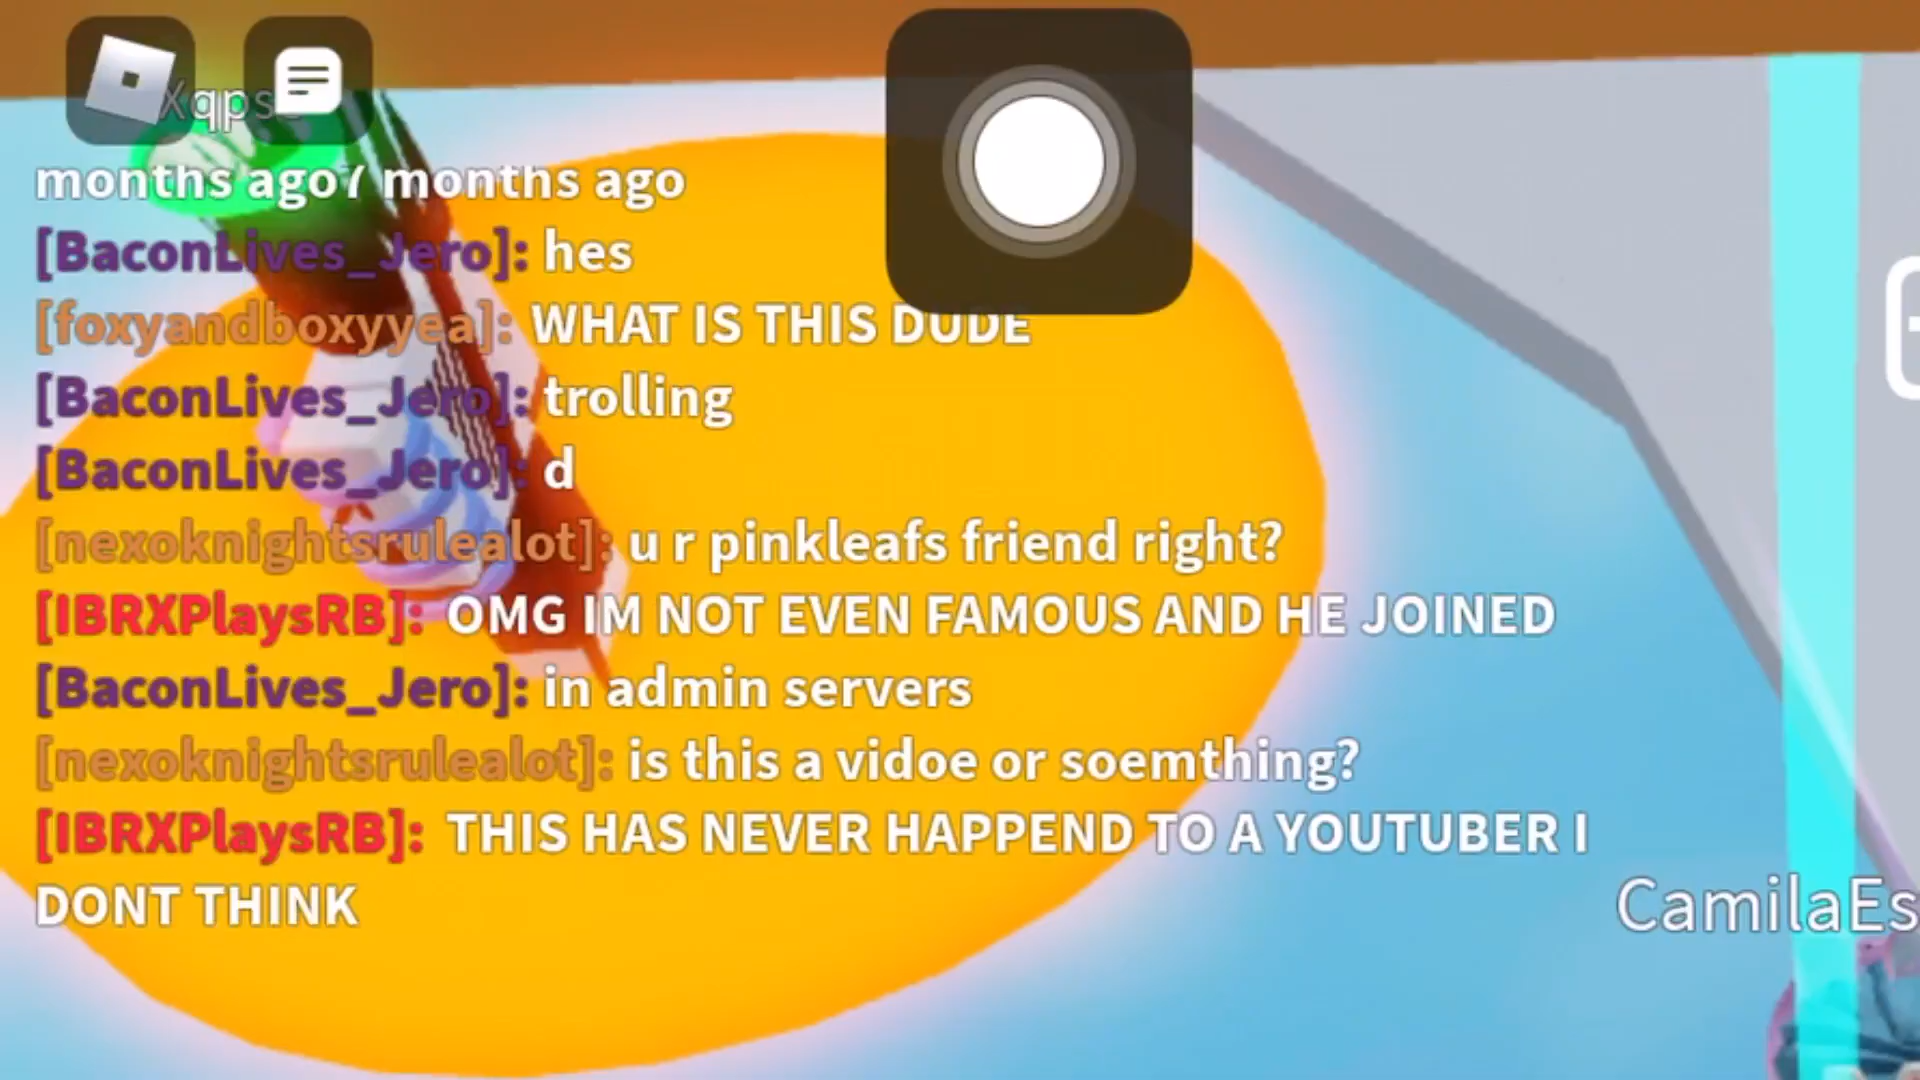 Xqps
months ago7 months ago
[BaconLives_Jero]: hes
[foxyandboxyyea]: WHAT IS THIS DUDE
[BaconLives_Jero]: trolling
[BaconLives_Jero]: d
[nexoknightsrulealot]: u r pinkleafs friend right?
[IBRXPlaysRB]: OMG IM NOT EVEN FAMOUS AND HE JOINED
[BaconLives_Jero]: in admin servers
[nexoknightsrulealot]: is this a vidoe or soemthing?
[IBRXPlaysRB]: THIS HAS NEVER HAPPEND TO A YOUTUBER I
DONT THINK
CamilaEs